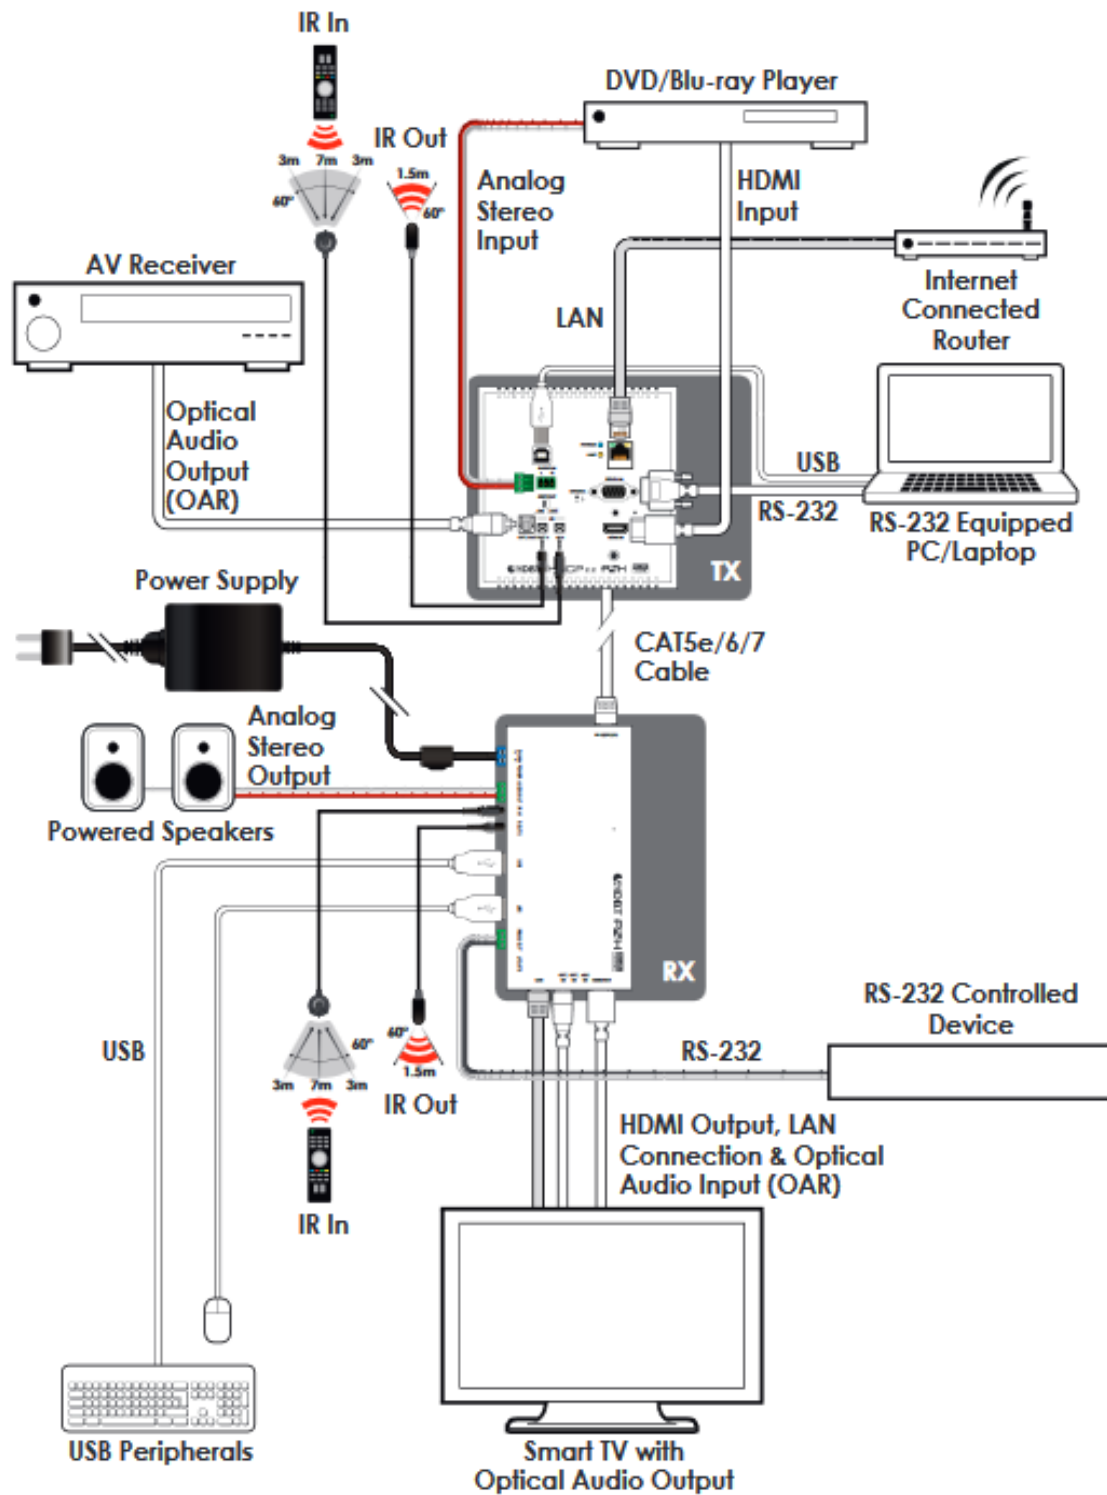 IR In
DVD/Blu-ray Player
IR Out
3m 7m 3m
60°
1.5m
60°
Analog
Stereo
Input
HDMI
Input
AV Receiver
LAN
Internet
Connected
Router
Optical
Audio
Output
(OAR)
USB
RS-232
RS-232 Equipped
PC/Laptop
TX
Power Supply
CAT5e/6/7
Cable
Analog
Stereo
Output
Powered Speakers
RX
RS-232 Controlled
Device
USB
60°
3m 7m 3m
60°
1.5m
IR Out
RS-232
IR In
HDMI Output, LAN
Connection & Optical
Audio Input (OAR)
USB Peripherals
Smart TV with
Optical Audio Output